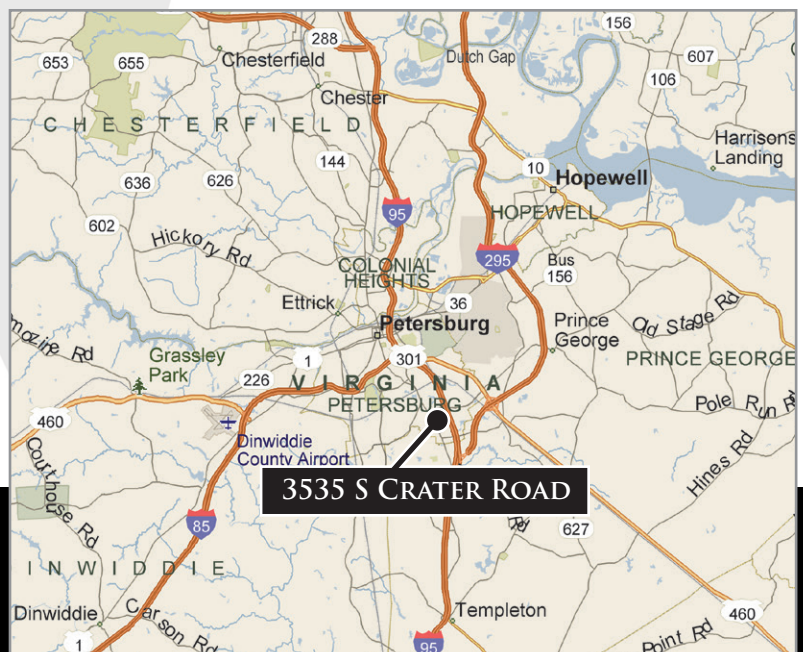 156
288
653
655
Chesterfield
Dutch Gap
607
106
Chester
CHESTERFIELD
144
Harrisons
Landing
10
Hopewell
636
626
95
HOPEWELL
602
Hickory Rd
295
Bus
156
COLONIAL
HEIGHTS
Ettrick
36
Petersburg
Old Stage Rd
Prince
George
Rd
Grassley
Park
1
301
PRINCE GEORGE
226
VIRGINIA
PETERSBURG
Pole Run Rd
460
Dinwiddie
County Airport
Courthouse Rd
Hines Rd
3535 S CRATER ROAD
85
Rd
627
INWIDDIE
Dinwiddie
Carson Rd
Templeton
460
1
95
Point Rd